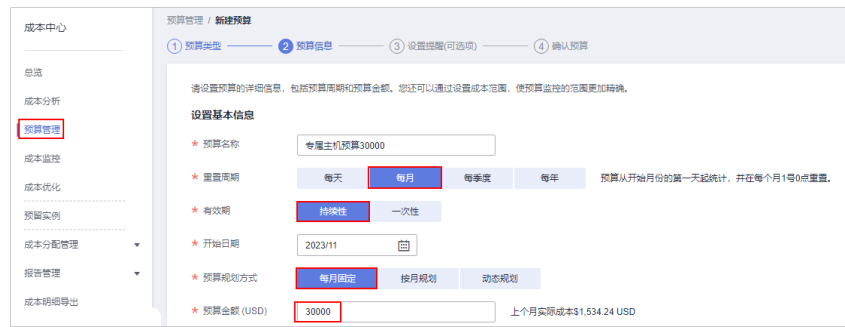 成本中心
总览
成本分析
预算管理
成本监控
成本优化
预留实例
成本分配管理
报告管理
成本明细导出
预算管理 / 新建预算
1 预算类型 2 预算信息 3 设置提醒(可选项) 4 确认预算
请设置预算的详细信息，包括预算周期和预算金额。您还可以通过设置成本范围，使预算监控的范围更加精确。
设置基本信息
* 预算名称 专属主机预算30000
* 重置周期 每天 每月 每季度 每年 预算从开始月份的第一天起统计，并在每个月1号0点重置。
* 有效期 持续性 一次性
* 开始日期 2023/11
* 预算规划方式 每月固定 按月规划 动态规划
* 预算金额 (USD) 30000 上个月实际成本$1,534.24 USD